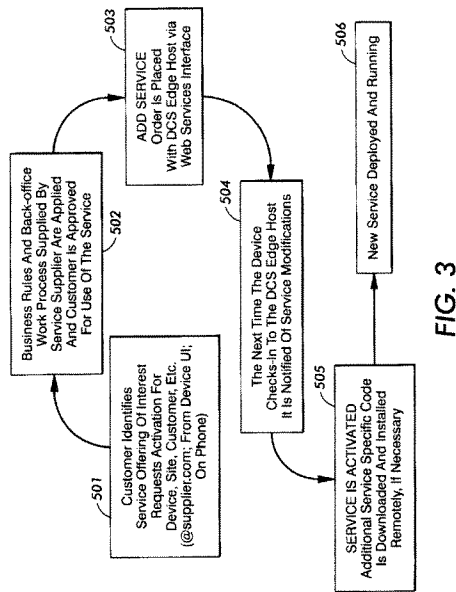 501
Customer Identifies
Service Offering Of Interest
Requests Activation For
Device, Site, Customer, Etc.
(@supplier.com; From Device UI;
On Phone)
Business Rules And Back-office
Work Process Supplied By
Service Supplier Are Applied
And Customer Is Approved
For Use Of The Service
502
503
ADD SERVICE
Order Is Placed
With DCS Edge Host via
Web Services Interface
504
The Next Time The Device
Checks-In To The DCS Edge Host
It Is Notified Of Service Modifications
505
SERVICE IS ACTIVATED
Additional Service Specific Code
Is Downloaded And Installed
Remotely, If Necessary
506
New Service Deployed And Running
FIG. 3